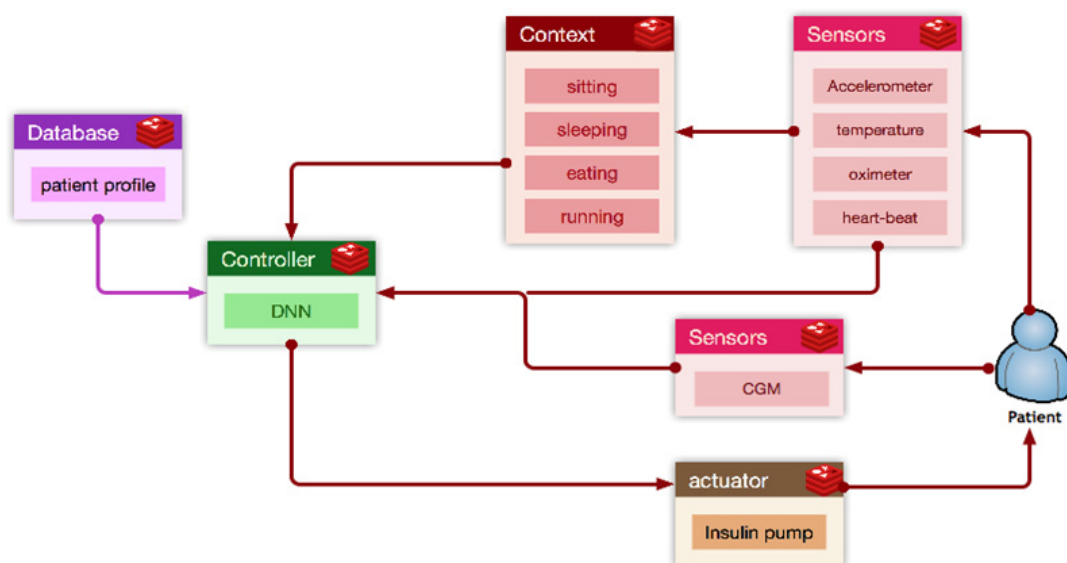 Context
sitting
sleeping
eating
running
Sensors
Accelerometer
temperature
oximeter
heart-beat
Database
patient profile
Controller
DNN
Sensors
CGM
Patient
actuator
Insulin pump